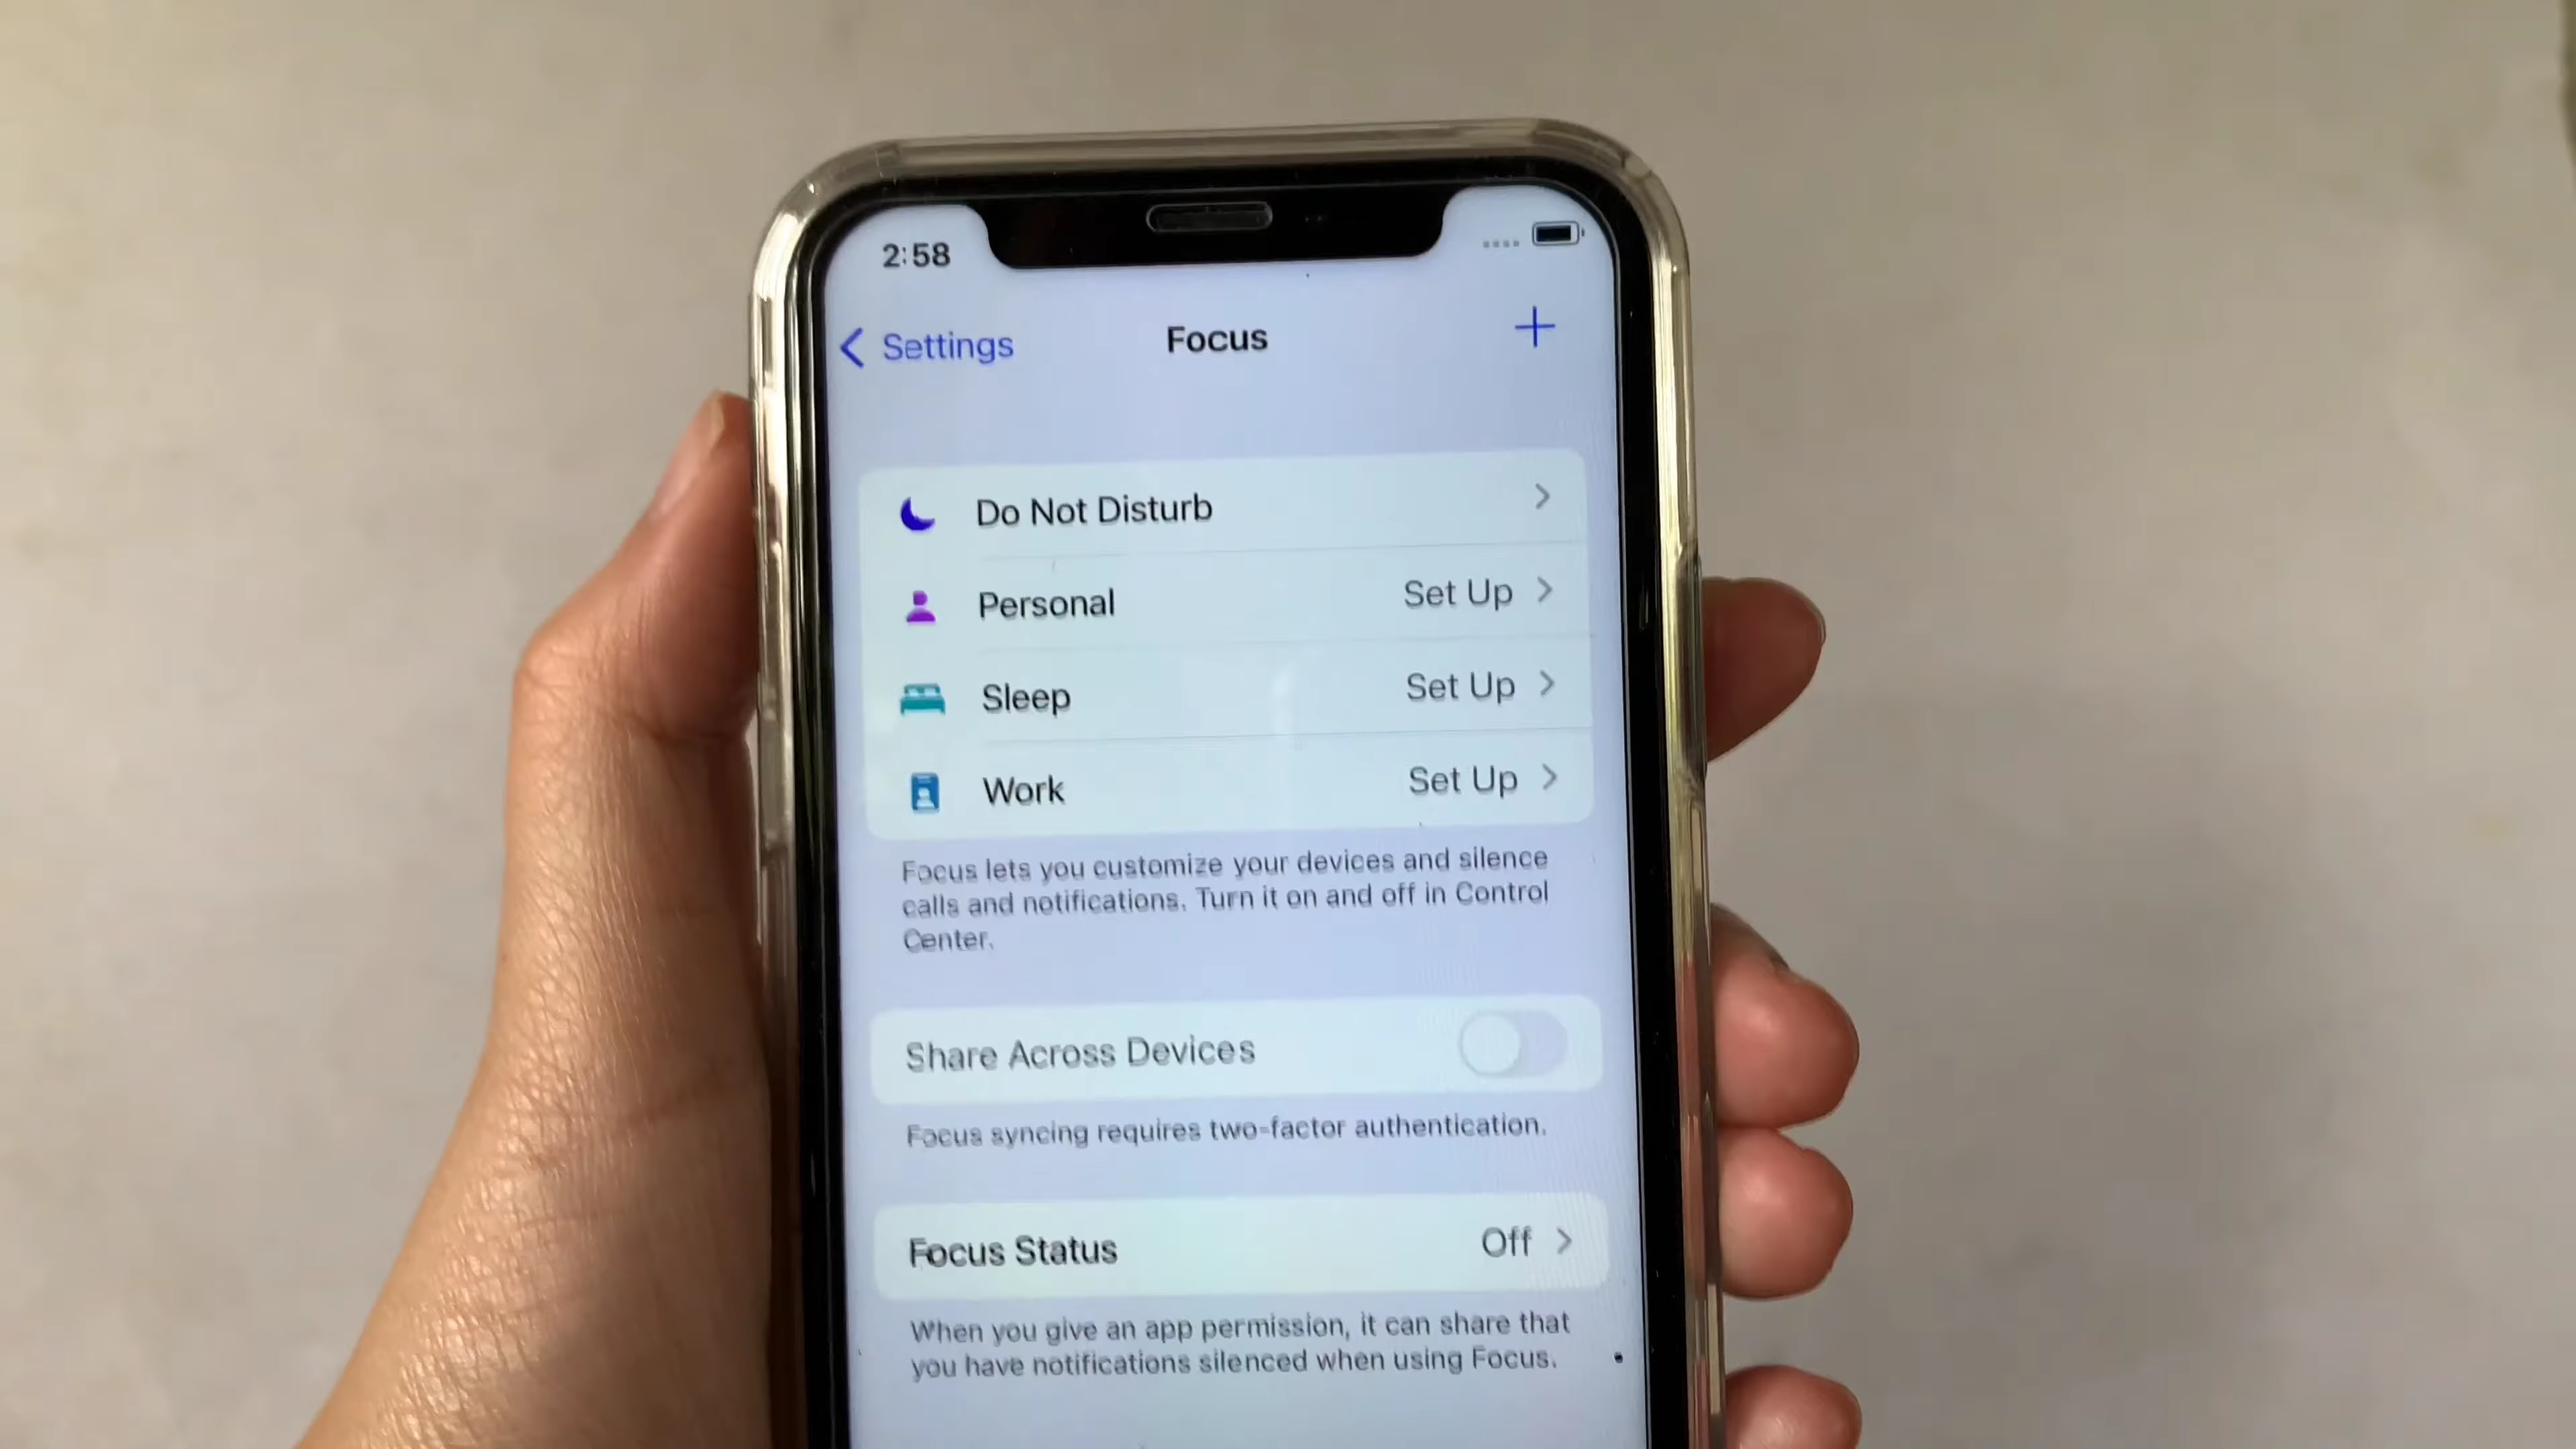 2:58
Settings
Focus
Do Not Disturb
Personal
Set Up
Sleep
Set Up
Work
Set Up
Focus lets you customize your devices and silence
calls and notifications. Turn it on and off in Control
Center.
Share Across Devices
Focus syncing requires two-factor authentication.
Focus Status
Off
When you give an app permission, it can share that
you have notifications silenced when using Focus.